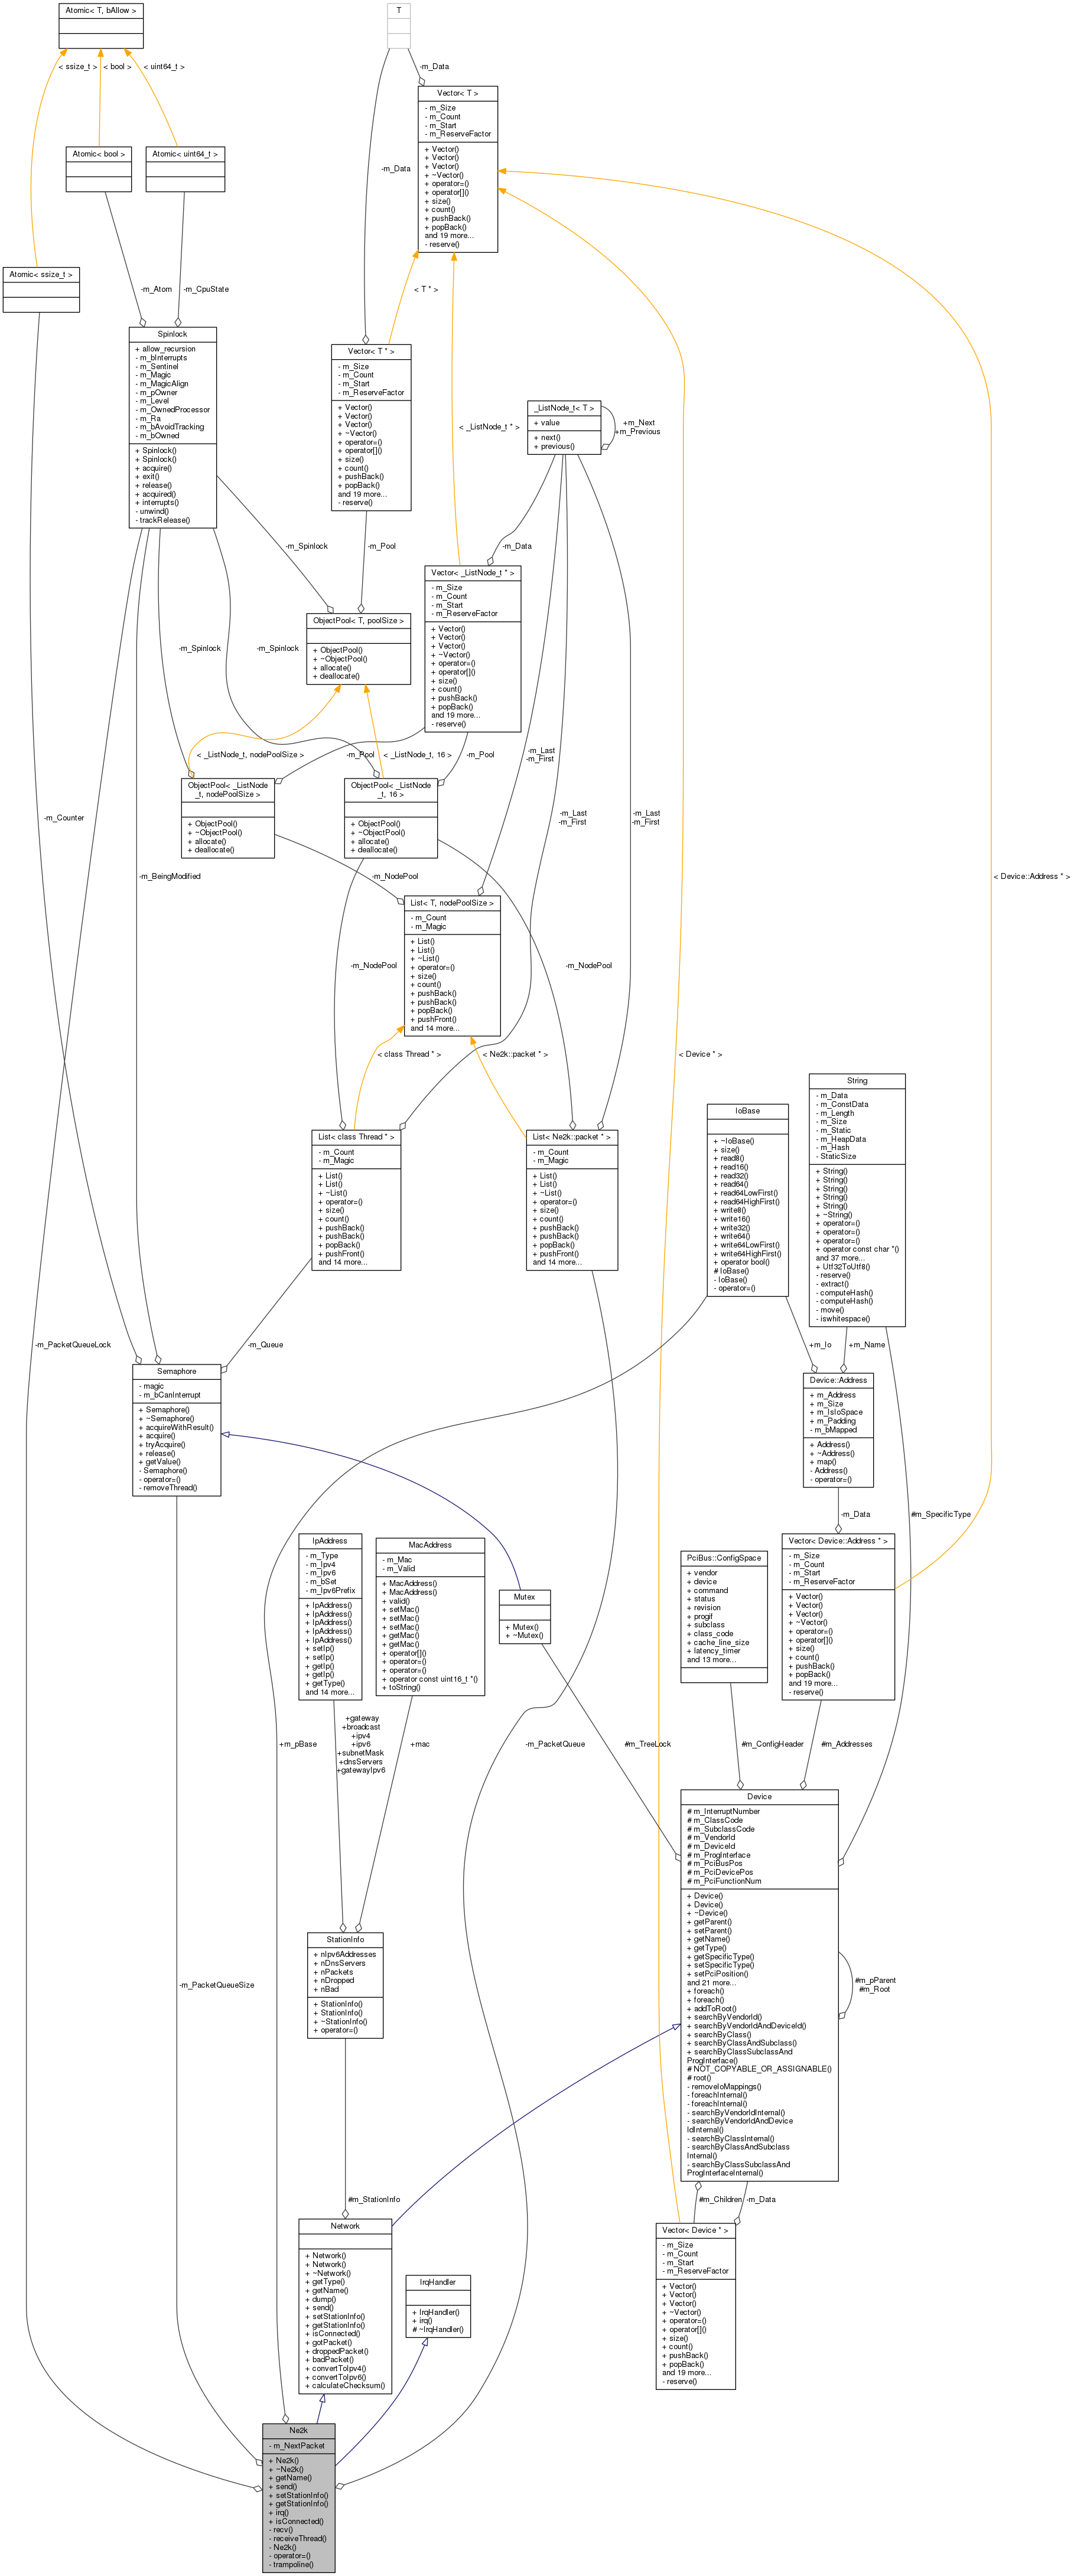 Atomic< T, bAllow >
T
< ssize_t >
< bool >
< uint64_t >
-m_Data
Vector< T >
- m_Size
- m_Count
- m_Start
- m_ReserveFactor
+ Vector()
+ Vector()
+ Vector()
+ ~Vector()
+ operator=()
+ operator[]()
+ size()
+ count()
+ pushBack()
+ popBack()
and 19 more...
- reserve()
Atomic< bool >
Atomic< uint64_t >
-m_Data
Atomic< ssize_t >
-m_Atom
-m_CpuState
< T * >
Spinlock
+ allow_recursion
- m_bInterrupts
- m_Sentinel
- m_Magic
- m_MagicAlign
- m_pOwner
- m_Level
- m_OwnedProcessor
- m_Ra
- m_bAvoidTracking
- m_bOwned
+ Spinlock()
+ Spinlock()
+ acquire()
+ exit()
+ release()
+ acquired()
+ interrupts()
- unwind()
- trackRelease()
Vector< T * >
- m_Size
- m_Count
- m_Start
- m_ReserveFactor
+ Vector()
+ Vector()
+ Vector()
+ ~Vector()
+ operator=()
+ operator[]()
+ size()
+ count()
+ pushBack()
+ popBack()
and 19 more...
- reserve()
< _ListNode_t * >
_ListNode_t< T >
+ value
+ next()
+ previous()
+m_Next
+m_Previous
-m_Spinlock
-m_Pool
-m_Data
Vector< _ListNode_t * >
- m_Size
- m_Count
- m_Start
- m_ReserveFactor
+ Vector()
+ Vector()
+ Vector()
+ ~Vector()
+ operator=()
+ operator[]()
+ size()
+ count()
+ pushBack()
+ popBack()
and 19 more...
- reserve()
ObjectPool< T, poolSize >
+ ObjectPool()
+ ~ObjectPool()
+ allocate()
+ deallocate()
-m_Spinlock
-m_Spinlock
< _ListNode_t, nodePoolSize >
-m_Pool
< _ListNode_t, 16 >
-m_Pool
-m_Last
-m_First
ObjectPool< _ListNode
_t, nodePoolSize >
+ ObjectPool()
+ ~ObjectPool()
+ allocate()
+ deallocate()
ObjectPool< _ListNode
_t, 16 >
+ ObjectPool()
+ ~ObjectPool()
+ allocate()
+ deallocate()
-m_Last
-m_First
-m_Last
-m_First
-m_Counter
-m_BeingModified
-m_NodePool
< Device::Address * >
List< T, nodePoolSize >
- m_Count
- m_Magic
+ List()
+ List()
+ ~List()
+ operator=()
+ size()
+ count()
+ pushBack()
+ pushBack()
+ popBack()
+ pushFront()
and 14 more...
-m_NodePool
-m_NodePool
< class Thread * >
< Ne2k::packet * >
< Device * >
List< class Thread * >
- m_Count
- m_Magic
+ List()
+ List()
+ ~List()
+ operator=()
+ size()
+ count()
+ pushBack()
+ pushBack()
+ popBack()
+ pushFront()
and 14 more...
List< Ne2k::packet * >
- m_Count
- m_Magic
+ List()
+ List()
+ ~List()
+ operator=()
+ size()
+ count()
+ pushBack()
+ pushBack()
+ popBack()
+ pushFront()
and 14 more...
IoBase
+ ~IoBase()
+ size()
+ read8()
+ read16()
+ read32()
+ read64()
+ read64LowFirst()
+ read64HighFirst()
+ write8()
+ write16()
+ write32()
+ write64()
+ write64LowFirst()
+ write64HighFirst()
+ operator bool()
# IoBase()
- IoBase()
- operator=()
String
- m_Data
- m_ConstData
- m_Length
- m_Size
- m_Static
- m_HeapData
- m_Hash
- StaticSize
+ String()
+ String()
+ String()
+ String()
+ String()
+ ~String()
+ operator=()
+ operator=()
+ operator=()
+ operator const char *()
and 37 more...
+ Utf32ToUtf8()
- reserve()
- extract()
- computeHash()
- computeHash()
- move()
- iswhitespace()
-m_PacketQueueLock
-m_Queue
+m_Io
+m_Name
Semaphore
- magic
- m_bCanInterrupt
+ Semaphore()
+ ~Semaphore()
+ acquireWithResult()
+ acquire()
+ tryAcquire()
+ release()
+ getValue()
- Semaphore()
- operator=()
- removeThread()
Device::Address
+ m_Address
+ m_Size
+ m_IsIoSpace
+ m_Padding
- m_bMapped
+ Address()
+ ~Address()
+ map()
- Address()
- operator=()
-m_Data
#m_SpecificType
IpAddress
- m_Type
- m_Ipv4
- m_Ipv6
- m_bSet
- m_Ipv6Prefix
+ IpAddress()
+ IpAddress()
+ IpAddress()
+ IpAddress()
+ IpAddress()
+ setIp()
+ setIp()
+ getIp()
+ getIp()
+ getType()
and 14 more...
MacAddress
- m_Mac
- m_Valid
+ MacAddress()
+ MacAddress()
+ valid()
+ setMac()
+ setMac()
+ setMac()
+ getMac()
+ getMac()
+ operator[]()
+ operator=()
+ operator=()
+ operator const uint16_t *()
+ toString()
Mutex
+ Mutex()
+ ~Mutex()
PciBus::ConfigSpace
+ vendor
+ device
+ command
+ status
+ revision
+ progif
+ subclass
+ class_code
+ cache_line_size
+ latency_timer
and 13 more...
Vector< Device::Address * >
- m_Size
- m_Count
- m_Start
- m_ReserveFactor
+ Vector()
+ Vector()
+ Vector()
+ ~Vector()
+ operator=()
+ operator[]()
+ size()
+ count()
+ pushBack()
+ popBack()
and 19 more...
- reserve()
+m_pBase
+gateway
+broadcast
+ipv4
+ipv6
+subnetMask
+dnsServers
+gatewayIpv6
+mac
-m_PacketQueue
#m_TreeLock
#m_ConfigHeader
#m_Addresses
Device
# m_InterruptNumber
# m_ClassCode
# m_SubclassCode
# m_VendorId
# m_DeviceId
# m_ProgInterface
# m_PciBusPos
# m_PciDevicePos
# m_PciFunctionNum
+ Device()
+ Device()
+ ~Device()
+ getParent()
+ setParent()
+ getName()
+ getType()
+ getSpecificType()
+ setSpecificType()
+ setPciPosition()
and 21 more...
+ foreach()
+ foreach()
+ addToRoot()
+ searchByVendorId()
+ searchByVendorIdAndDeviceId()
+ searchByClass()
+ searchByClassAndSubclass()
+ searchByClassSubclassAnd
ProgInterface()
# NOT_COPYABLE_OR_ASSIGNABLE()
# root()
- removeIoMappings()
- foreachInternal()
- foreachInternal()
- searchByVendorIdInternal()
- searchByVendorIdAndDevice
IdInternal()
- searchByClassInternal()
- searchByClassAndSubclass
Internal()
- searchByClassSubclassAnd
ProgInterfaceInternal()
#m_pParent
#m_Root
StationInfo
+ nIpv6Addresses
+ nDnsServers
+ nPackets
+ nDropped
+ nBad
+ StationInfo()
+ StationInfo()
+ ~StationInfo()
+ operator=()
-m_PacketQueueSize
#m_StationInfo
#m_Children
-m_Data
Network
+ Network()
+ Network()
+ ~Network()
+ getType()
+ getName()
+ dump()
+ send()
+ setStationInfo()
+ getStationInfo()
+ isConnected()
+ gotPacket()
+ droppedPacket()
+ badPacket()
+ convertToIpv4()
+ convertToIpv6()
+ calculateChecksum()
IrqHandler
+ IrqHandler()
+ irq()
# ~IrqHandler()
Vector< Device * >
- m_Size
- m_Count
- m_Start
- m_ReserveFactor
+ Vector()
+ Vector()
+ Vector()
+ ~Vector()
+ operator=()
+ operator[]()
+ size()
+ count()
+ pushBack()
+ popBack()
and 19 more...
- reserve()
Ne2k
- m_NextPacket
+ Ne2k()
+ ~Ne2k()
+ getName()
+ send()
+ setStationInfo()
+ getStationInfo()
+ irq()
+ isConnected()
- recv()
- receiveThread()
- Ne2k()
- operator=()
- trampoline()